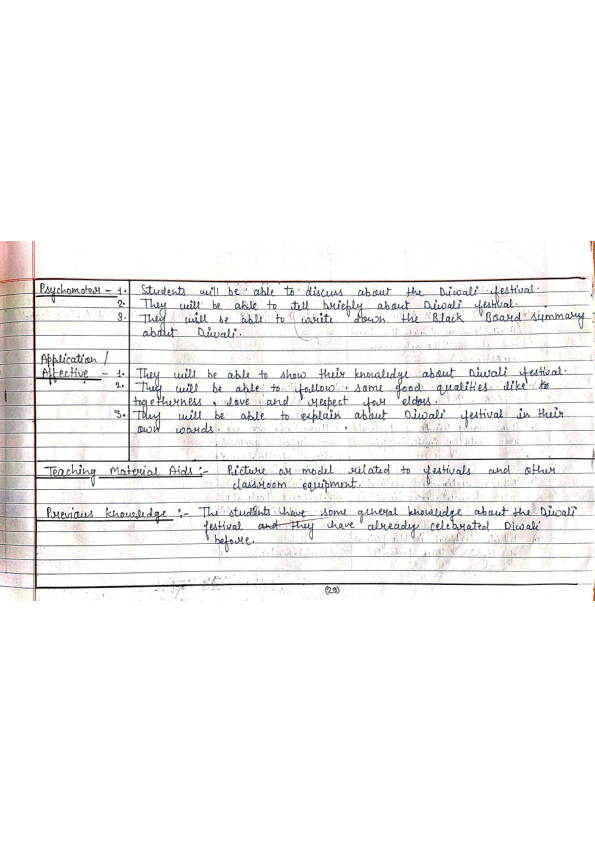 Psychomotor - 1. Students will be able to discuss about the Diwali festival.
2. They will be able to tell briefly about Diwali festival.
3. They will be able to write down the Black Board summary
about Diwali.
Application /
Affective - 1. They will be able to show their knowledge about Diwali festival.
2. They will be able to follow some good qualities like to
togetherness, love and respect for elders.
3. They will be able to explain about Diwali festival in their
own words.
Teaching Material Aids :- Picture or model related to festivals and other
classroom equipment.
Previous Knowledge :- The students have some general knowledge about the Diwali
festival and they have already celebrated Diwali
before.
(29)